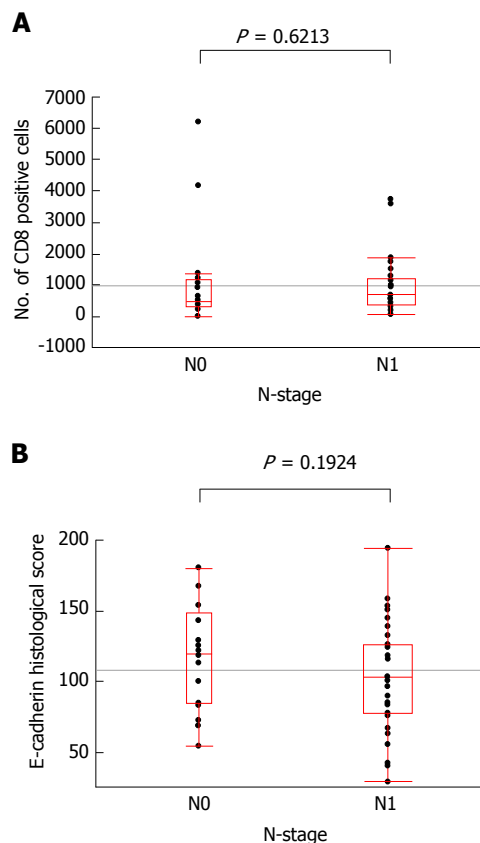 A
P = 0.6213
No. of CD8 positive cells
7000
6000
5000
4000
3000
2000
1000
0
-1000
N0 N1
N-stage
B
P = 0.1924
E-cadherin histological score
200
150
100
50
N0 N1
N-stage